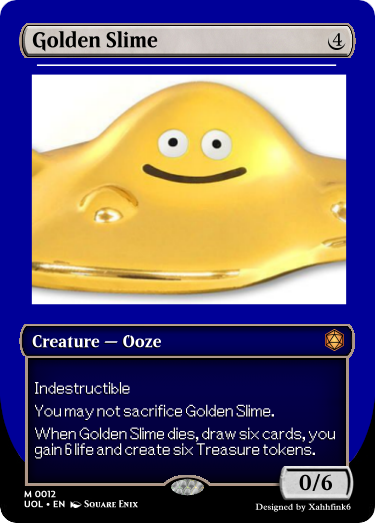 Golden Slime 4
Creature — Ooze
Indestructible
You may not sacrifice Golden Slime.
When Golden Slime dies, draw six cards, you
gain 6 life and create six Treasure tokens.
0/6
M 0012
UOL • EN SQUARE ENIX
Designed by Xahhfink6